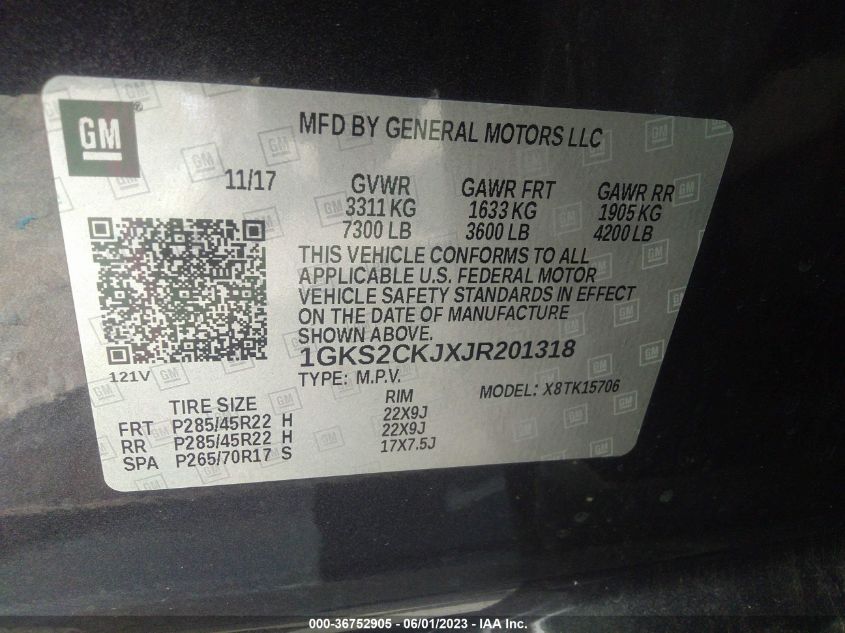 GM
MFD BY GENERAL MOTORS LLC
11/17
GVWR GAWR FRT GAWR RR
3311 KG 1633 KG 1905 KG
7300 LB 3600 LB 4200 LB
THIS VEHICLE CONFORMS TO ALL
APPLICABLE U.S. FEDERAL MOTOR
VEHICLE SAFETY STANDARDS IN EFFECT
ON THE DATE OF MANUFACTURE
SHOWN ABOVE.
1GKS2CKJXJR201318
121V
TYPE: M.P.V. MODEL: X8TK15706
TIRE SIZE RIM
FRT P285/45R22 H 22X9J
RR P285/45R22 H 22X9J
SPA P265/70R17 S 17X7.5J
000-36752905 - 06/01/2023 - IAA Inc.